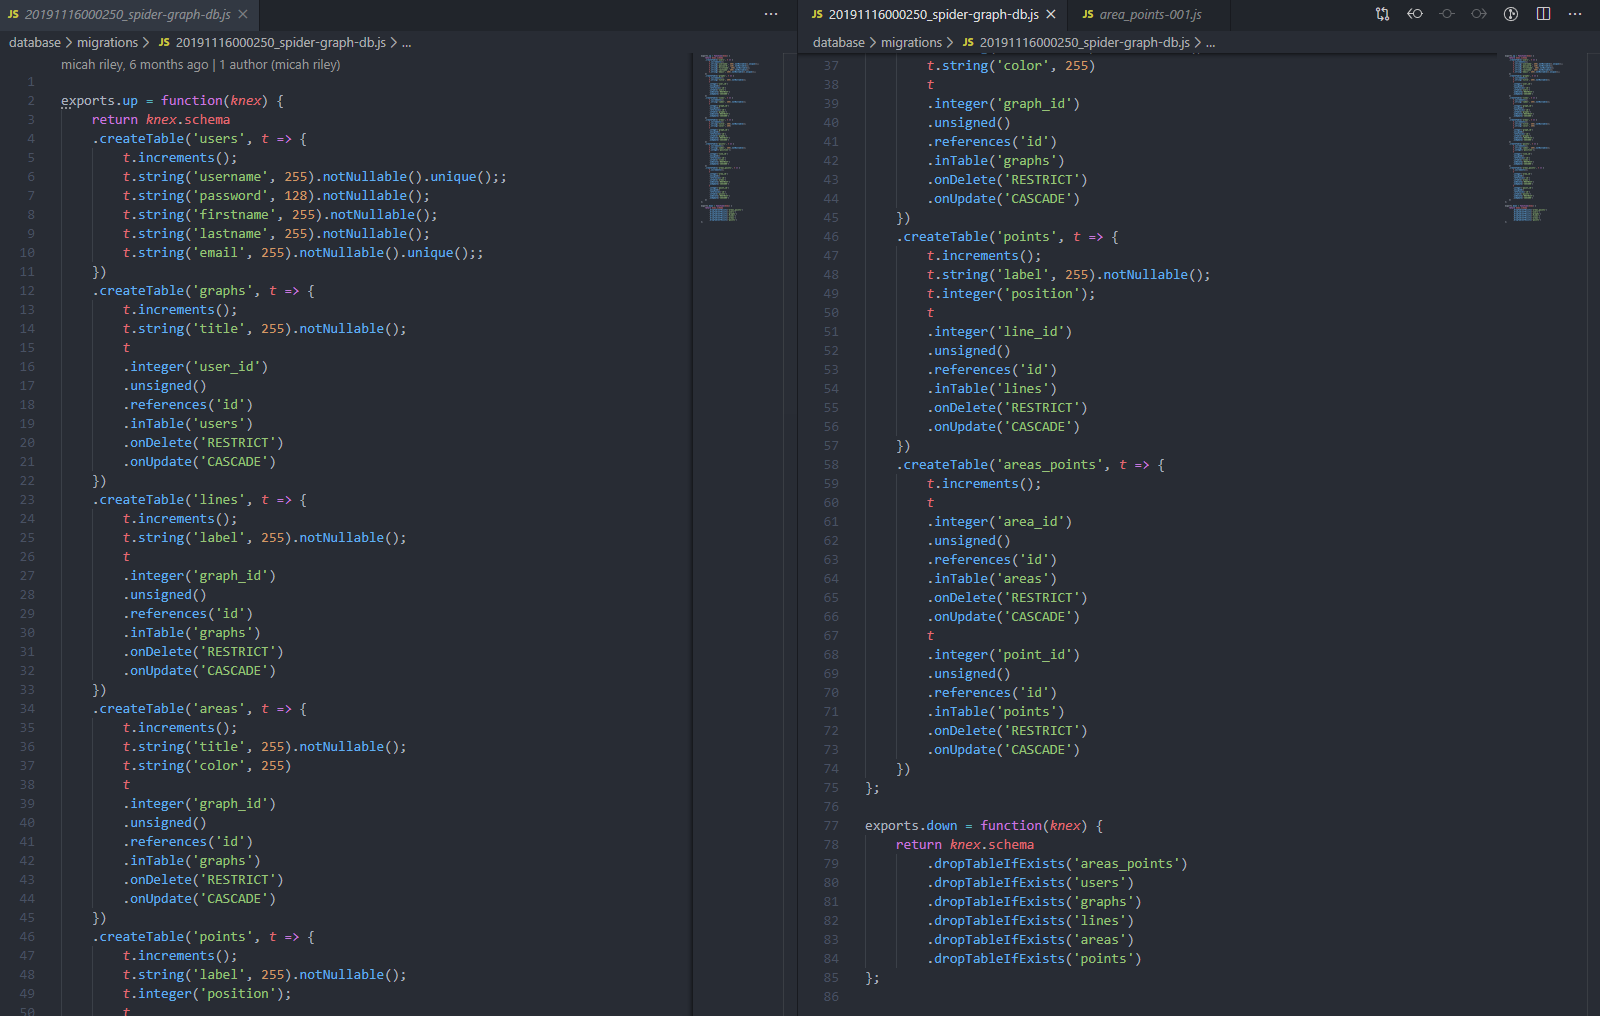 JS 20191116000250_spider-graph-db.js ×
database > migrations > JS 20191116000250_spider-graph-db.js > ...
micah riley, 6 months ago | 1 author (micah riley)
1
2 exports.up = function(knex) {
3 return knex.schema
4 .createTable('users', t => {
5 t.increments();
6 t.string('username', 255).notNullable().unique();;
7 t.string('password', 128).notNullable();
8 t.string('firstname', 255).notNullable();
9 t.string('lastname', 255).notNullable();
10 t.string('email', 255).notNullable().unique();;
11 })
12 .createTable('graphs', t => {
13 t.increments();
14 t.string('title', 255).notNullable();
15 t
16 .integer('user_id')
17 .unsigned()
18 .references('id')
19 .inTable('users')
20 .onDelete('RESTRICT')
21 .onUpdate('CASCADE')
22 })
23 .createTable('lines', t => {
24 t.increments();
25 t.string('label', 255).notNullable();
26 t
27 .integer('graph_id')
28 .unsigned()
29 .references('id')
30 .inTable('graphs')
31 .onDelete('RESTRICT')
32 .onUpdate('CASCADE')
33 })
34 .createTable('areas', t => {
35 t.increments();
36 t.string('title', 255).notNullable();
37 t.string('color', 255)
38 t
39 .integer('graph_id')
40 .unsigned()
41 .references('id')
42 .inTable('graphs')
43 .onDelete('RESTRICT')
44 .onUpdate('CASCADE')
45 })
46 .createTable('points', t => {
47 t.increments();
48 t.string('label', 255).notNullable();
49 t.integer('position');
50 t
JS 20191116000250_spider-graph-db.js × JS area_points-001.js
database > migrations > JS 20191116000250_spider-graph-db.js > ...
37 t.string('color', 255)
38 t
39 .integer('graph_id')
40 .unsigned()
41 .references('id')
42 .inTable('graphs')
43 .onDelete('RESTRICT')
44 .onUpdate('CASCADE')
45 })
46 .createTable('points', t => {
47 t.increments();
48 t.string('label', 255).notNullable();
49 t.integer('position');
50 t
51 .integer('line_id')
52 .unsigned()
53 .references('id')
54 .inTable('lines')
55 .onDelete('RESTRICT')
56 .onUpdate('CASCADE')
57 })
58 .createTable('areas_points', t => {
59 t.increments();
60 t
61 .integer('area_id')
62 .unsigned()
63 .references('id')
64 .inTable('areas')
65 .onDelete('RESTRICT')
66 .onUpdate('CASCADE')
67 t
68 .integer('point_id')
69 .unsigned()
70 .references('id')
71 .inTable('points')
72 .onDelete('RESTRICT')
73 .onUpdate('CASCADE')
74 })
75 };
76
77 exports.down = function(knex) {
78 return knex.schema
79 .dropTableIfExists('areas_points')
80 .dropTableIfExists('users')
81 .dropTableIfExists('graphs')
82 .dropTableIfExists('lines')
83 .dropTableIfExists('areas')
84 .dropTableIfExists('points')
85 };
86